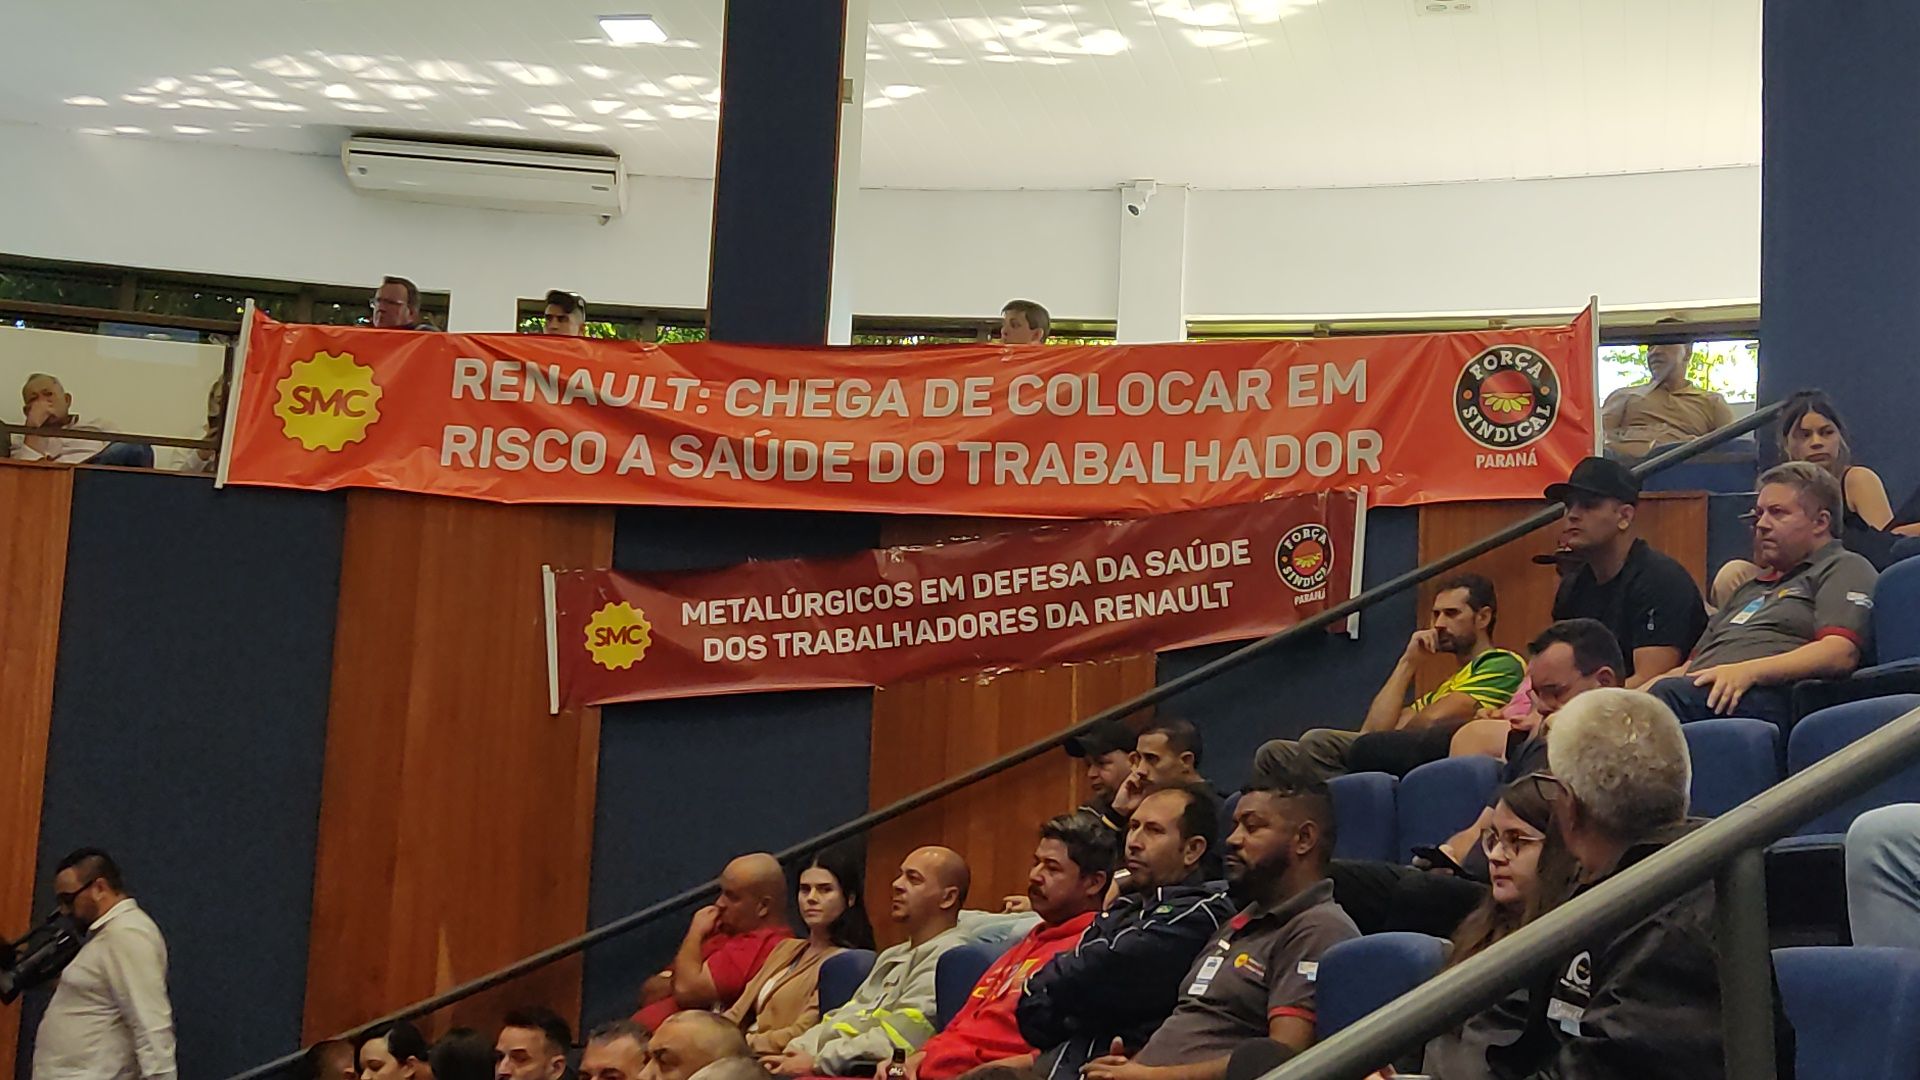 SMC
RENAULT: CHEGA DE COLOCAR EM
RISCO A SAÚDE DO TRABALHADOR
FORÇA
SINDICAL
PARANÁ
SMC
METALÚRGICOS EM DEFESA DA SAÚDE
DOS TRABALHADORES DA RENAULT
FORÇA
SINDICAL
PARANÁ